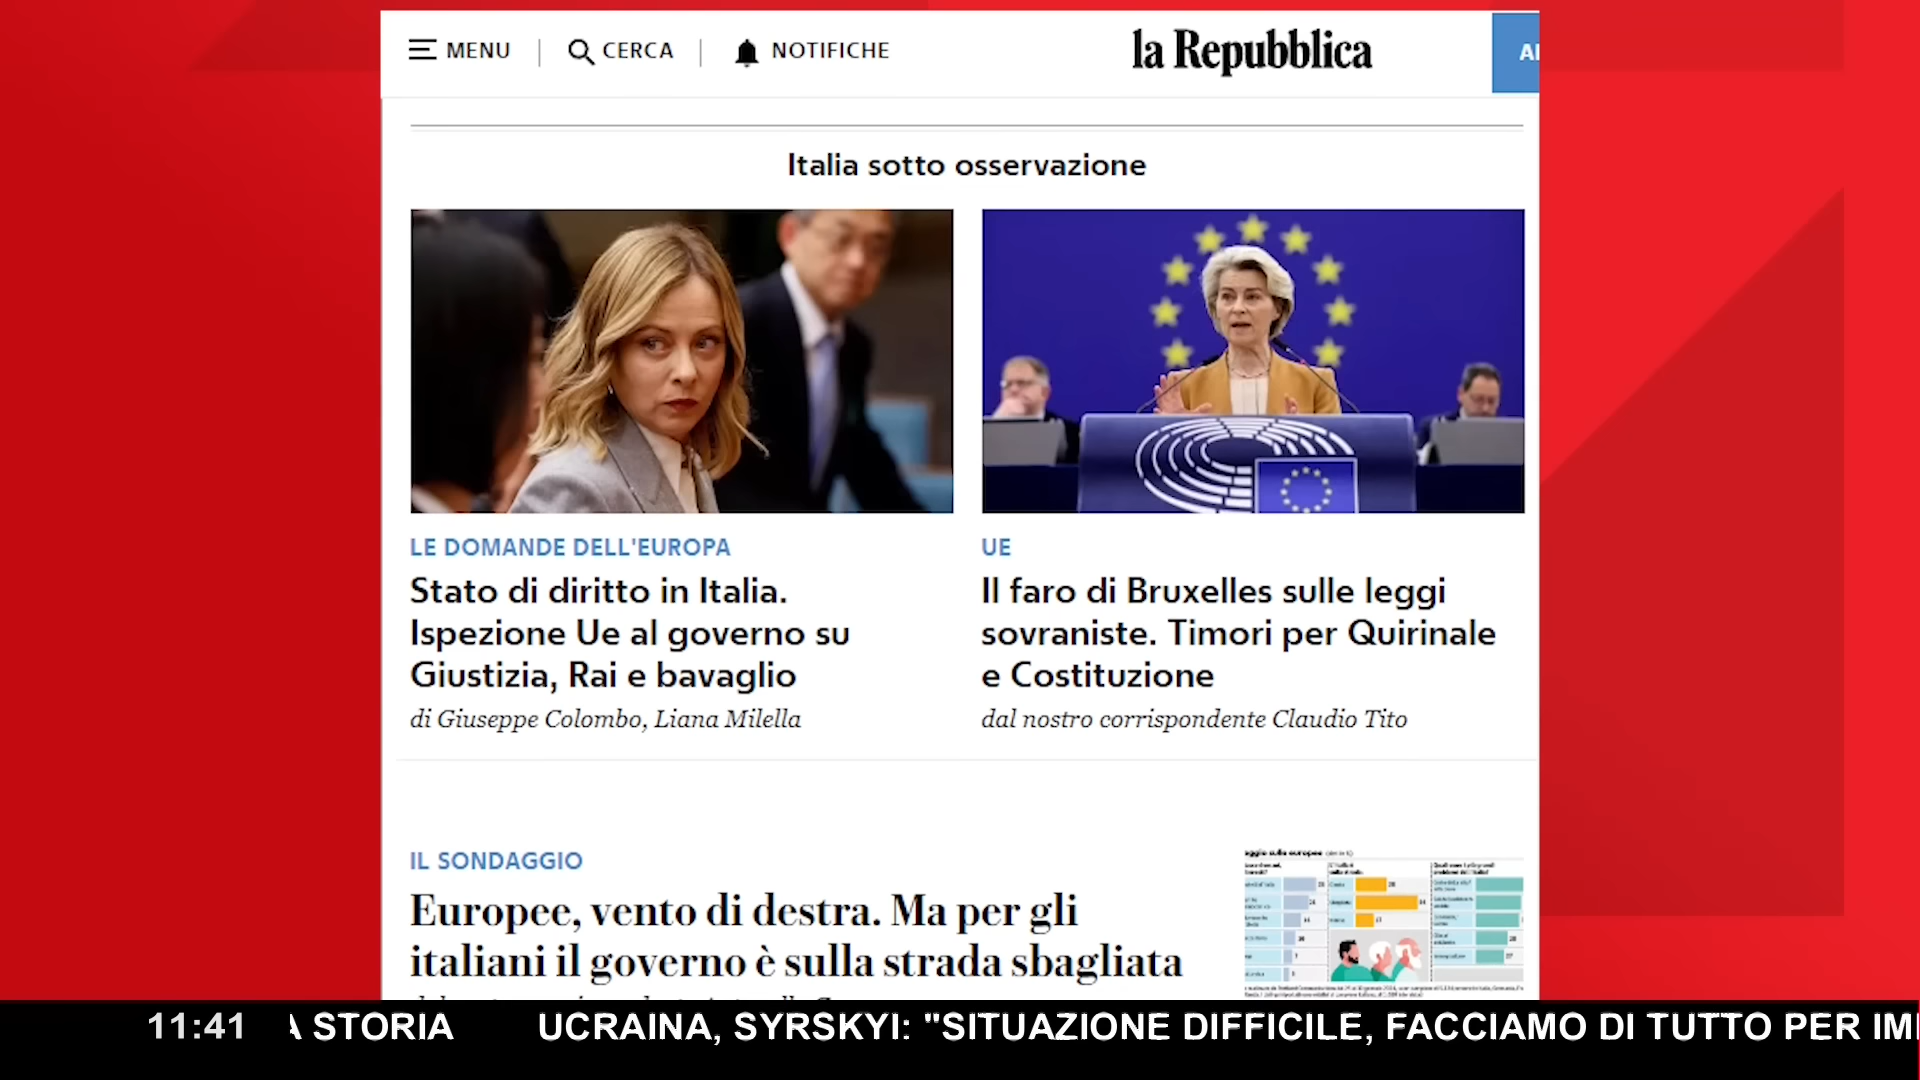 MENU
CERCA
NOTIFICHE
la Repubblica
Italia sotto osservazione
LE DOMANDE DELL'EUROPA
Stato di diritto in Italia.
Ispezione Ue al governo su
Giustizia, Rai e bavaglio
di Giuseppe Colombo, Liana Milella
UE
Il faro di Bruxelles sulle leggi
sovraniste. Timori per Quirinale
e Costituzione
dal nostro corrispondente Claudio Tito
IL SONDAGGIO
Europee, vento di destra. Ma per gli
italiani il governo è sulla strada sbagliata
11:41 A STORIA UCRAINA, SYRSKYI: "SITUAZIONE DIFFICILE, FACCIAMO DI TUTTO PER IM